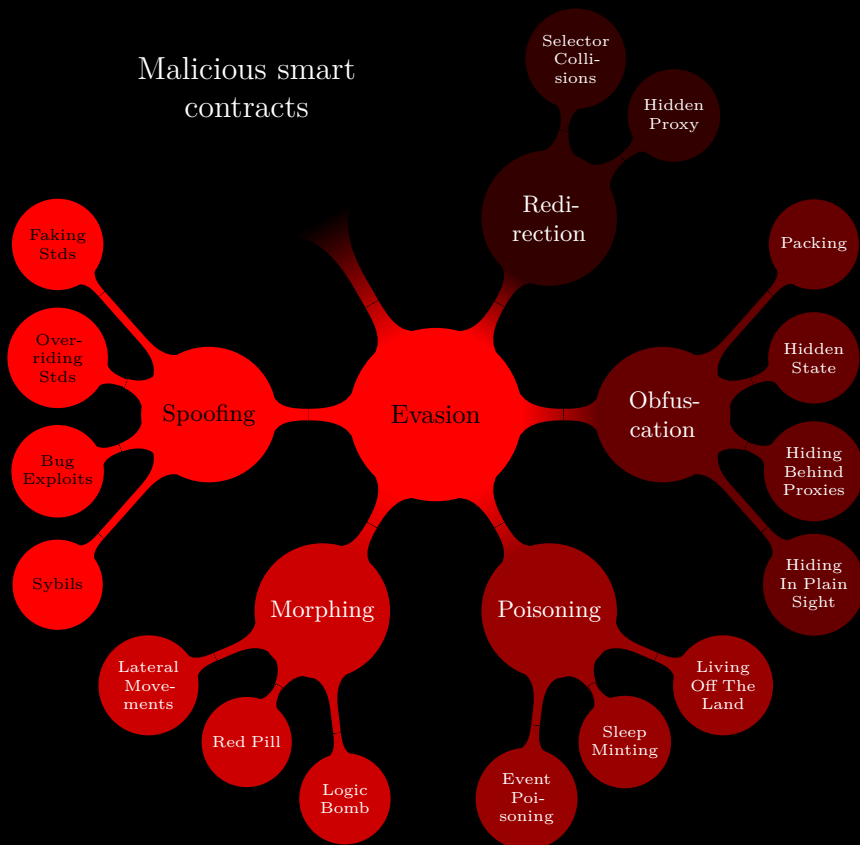 Malicious smart
contracts
Selector
Colli-
sions
Hidden
Proxy
Redi-
rection
Packing
Hidden
State
Hiding
Behind
Proxies
Hiding
In Plain
Sight
Obfus-
cation
Evasion
Spoofing
Faking
Stds
Over-
riding
Stds
Bug
Exploits
Sybils
Morphing
Lateral
Move-
ments
Red Pill
Logic
Bomb
Poisoning
Living
Off The
Land
Sleep
Minting
Event
Poi-
soning